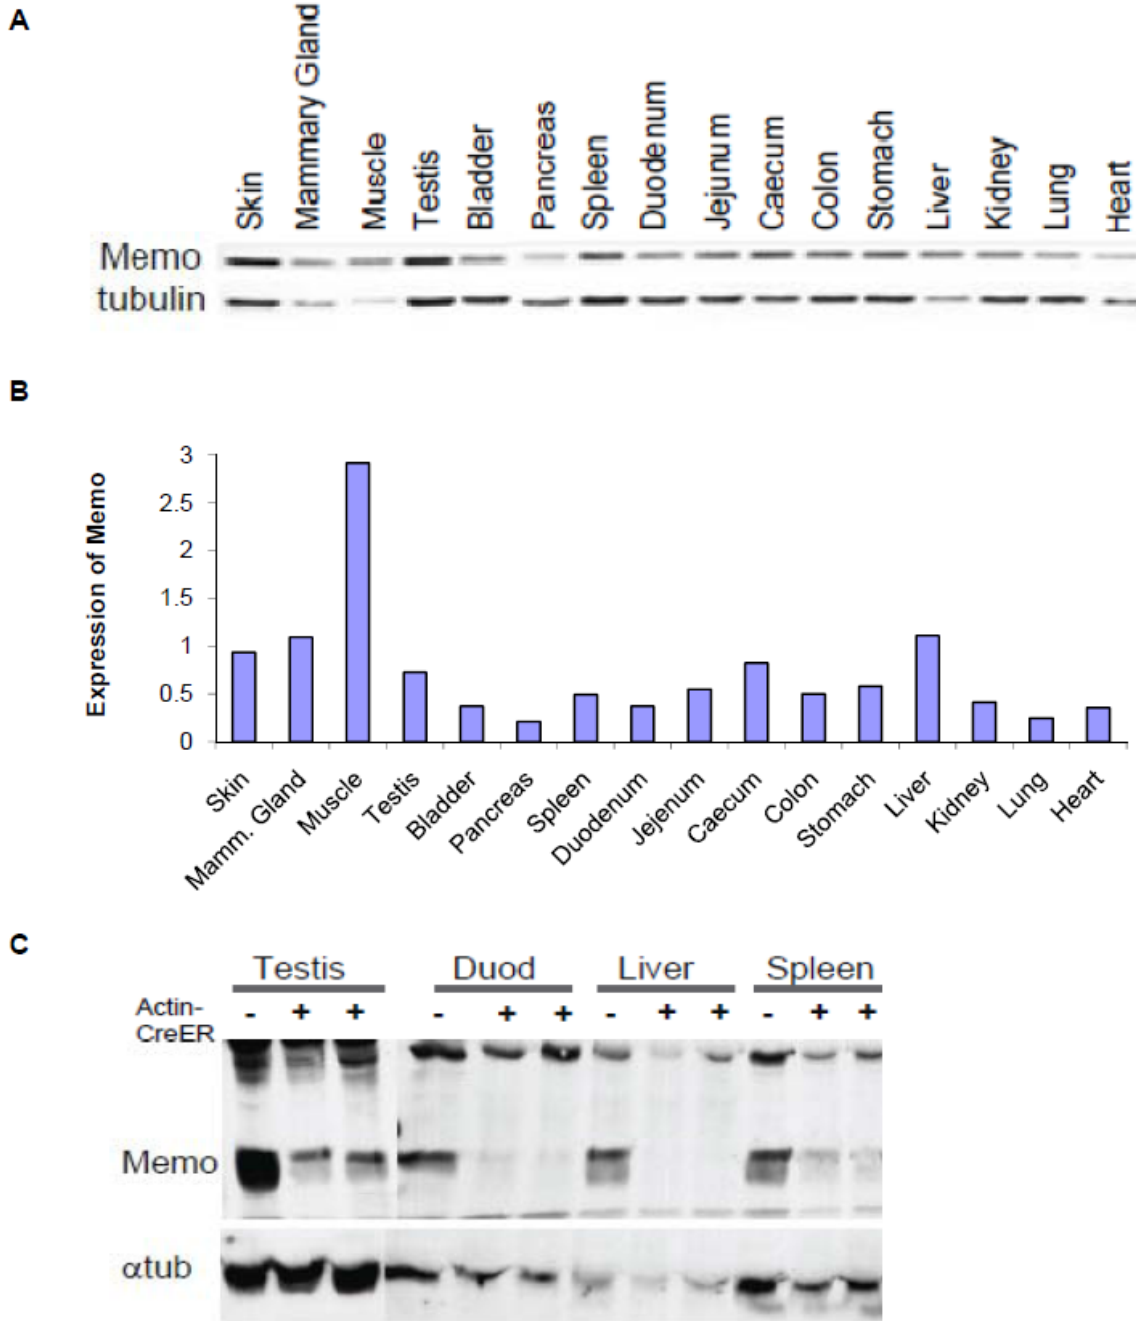 A
Skin Mammary Gland Muscle Testis Bladder Pancreas Spleen Duodenum Jejunum Caecum Colon Stomach Liver Kidney Lung Heart
Memo
tubulin
B
Expression of Memo
3
2.5
2
1.5
1
0.5
0
Skin Mamm. Gland Muscle Testis Bladder Pancreas Spleen Duodenum Jejenum Caecum Colon Stomach Liver Kidney Lung Heart
C
Testis Duod Liver Spleen
Actin-
CreER
- + + - + + - + + - + +
Memo
αtub